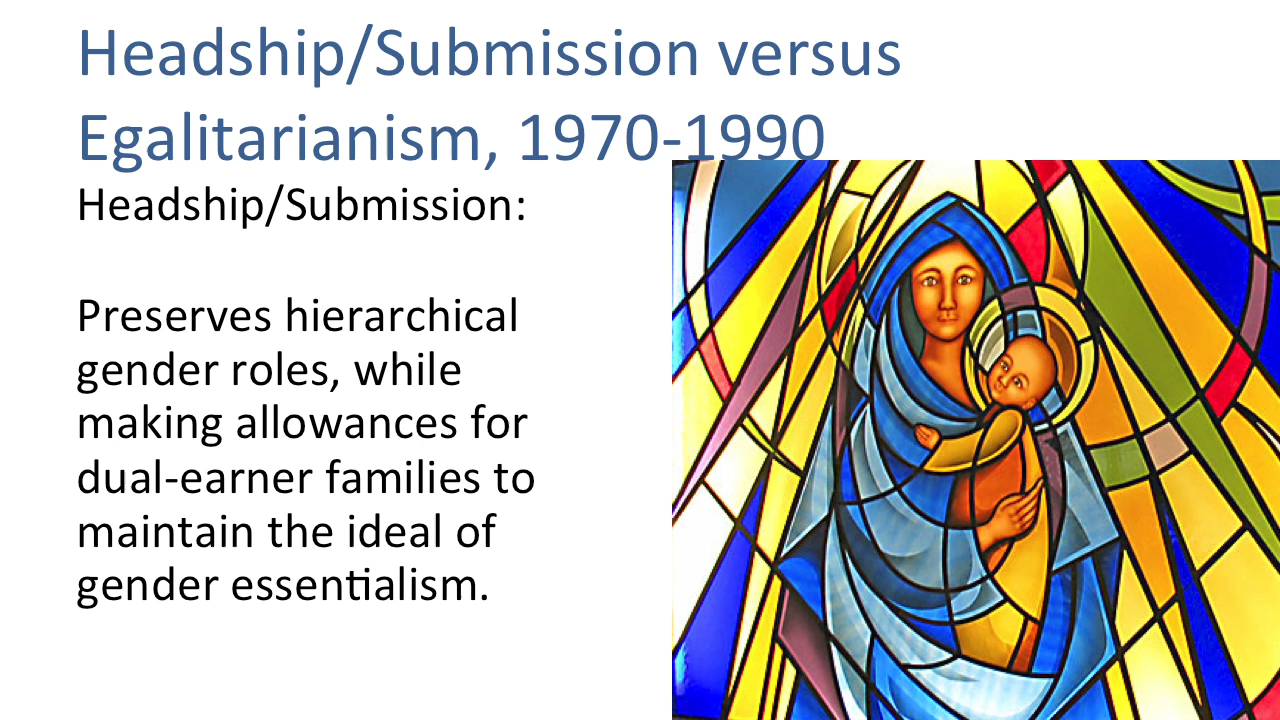 Headship/Submission versus
Egalitarianism, 1970-1990
Headship/Submission:
Preserves hierarchical
gender roles, while
making allowances for
dual-earner families to
maintain the ideal of
gender essentialism.